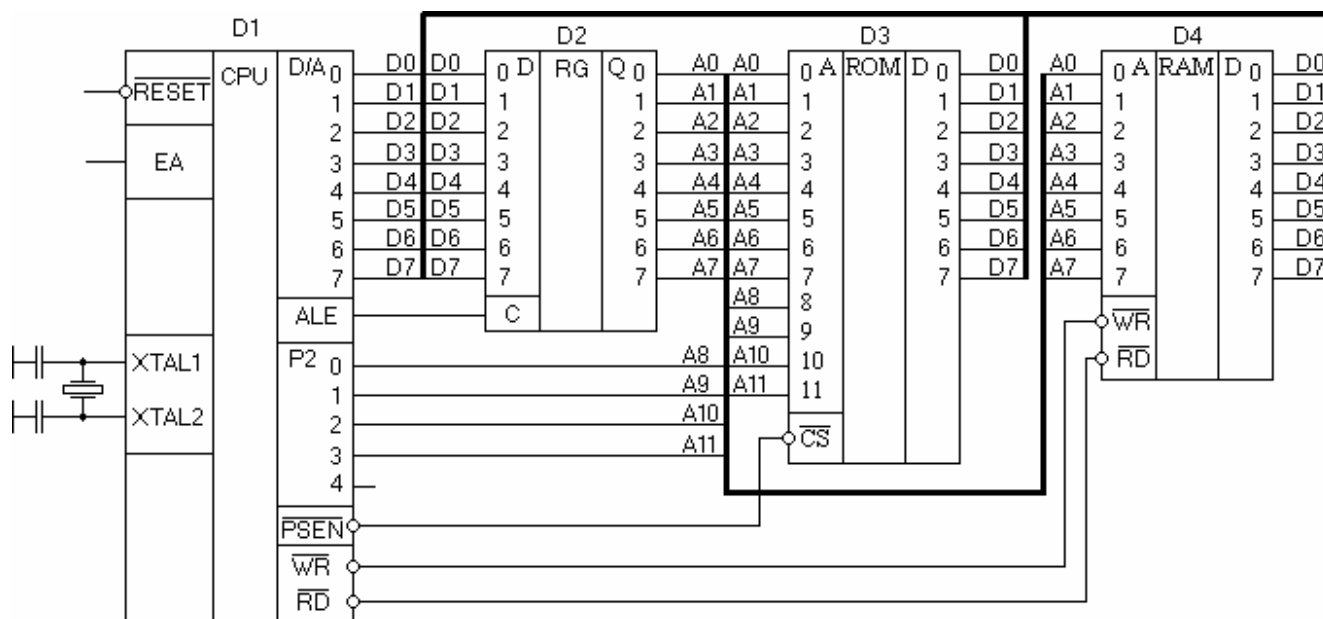 D1
D2
D3
D4
RESET
EA
XTAL1
XTAL2
CPU
D/A 0
1
2
3
4
5
6
7
ALE
P2 0
1
2
3
4
PSEN
WR
RD
D0 D0
D1 D1
D2 D2
D3 D3
D4 D4
D5 D5
D6 D6
D7 D7
0 D RG Q 0
1 1
2 2
3 3
4 4
5 5
6 6
7 7
C
A0 A0
A1 A1
A2 A2
A3 A3
A4 A4
A5 A5
A6 A6
A7 A7
A8
A9
A8 A10
A9 A11
A10
A11
0 A ROM D 0
1 1
2 2
3 3
4 4
5 5
6 6
7 7
8
9
10
11
CS
D0 A0
D1 A1
D2 A2
D3 A3
D4 A4
D5 A5
D6 A6
D7 A7
0 A RAM D 0
1 1
2 2
3 3
4 4
5 5
6 6
7 7
WR
RD
D0
D1
D2
D3
D4
D5
D6
D7